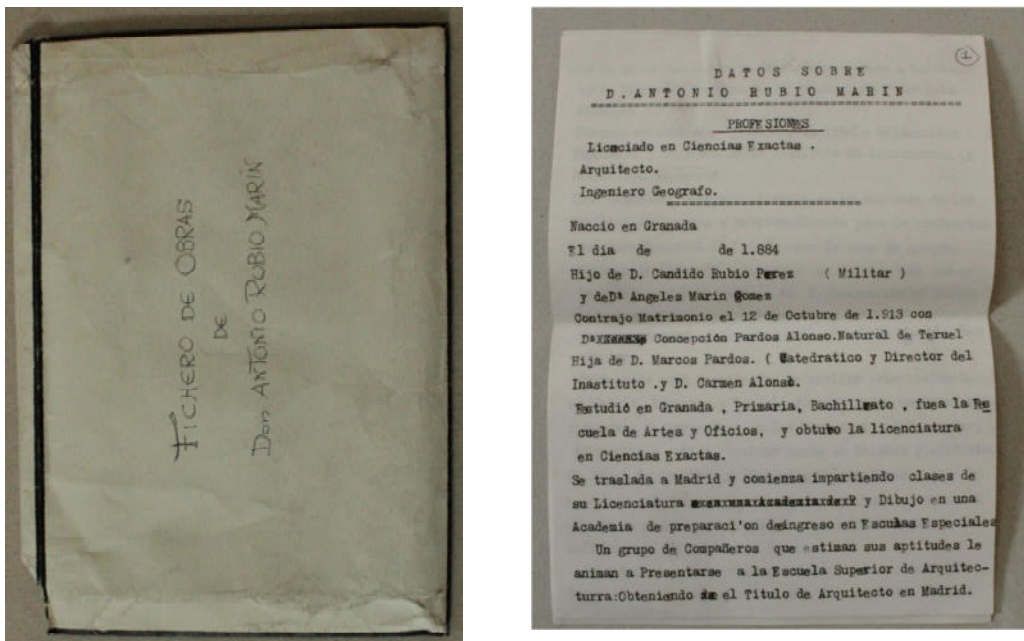 FICHERO DE OBRAS
DE
Don ANTONIO RUBIO MARIN
1
DATOS SOBRE
D. ANTONIO RUBIO MARIN
PROFESIONES
Licenciado en Ciencias Exactas .
Arquitecto.
Ingeniero Geografo.
Naccio en Granada
El dia de de 1.884
Hijo de D. Candido Rubio Perez ( Militar )
y deDª Angeles Marin Gomes
Contrajo Matrimonio el 12 de Octubre de 1.913 con
Dª Concepción Pardos Alonso.Natural de Teruel
Hija de D. Marcos Pardos. ( Catedratico y Director del
Inastituto .y D. Carmen Alonso.
Estudió en Granada , Primaria, Bachilleato , fuea la Es
cuela de Artes y Oficios, y obtubo la licenciatura
en Ciencias Exactas.
Se traslada a Madrid y comienza impartiendo clases de
su Licenciatura y Dibujo en una
Academia de preparaci'on deingreso en Escuelas Especiales
Un grupo de Compañeros que estiman sus aptitudes le
animan a Presentarse a la Escuela Superior de Arquitec-
turra:Obteniendo el Titulo de Arquitecto en Madrid.